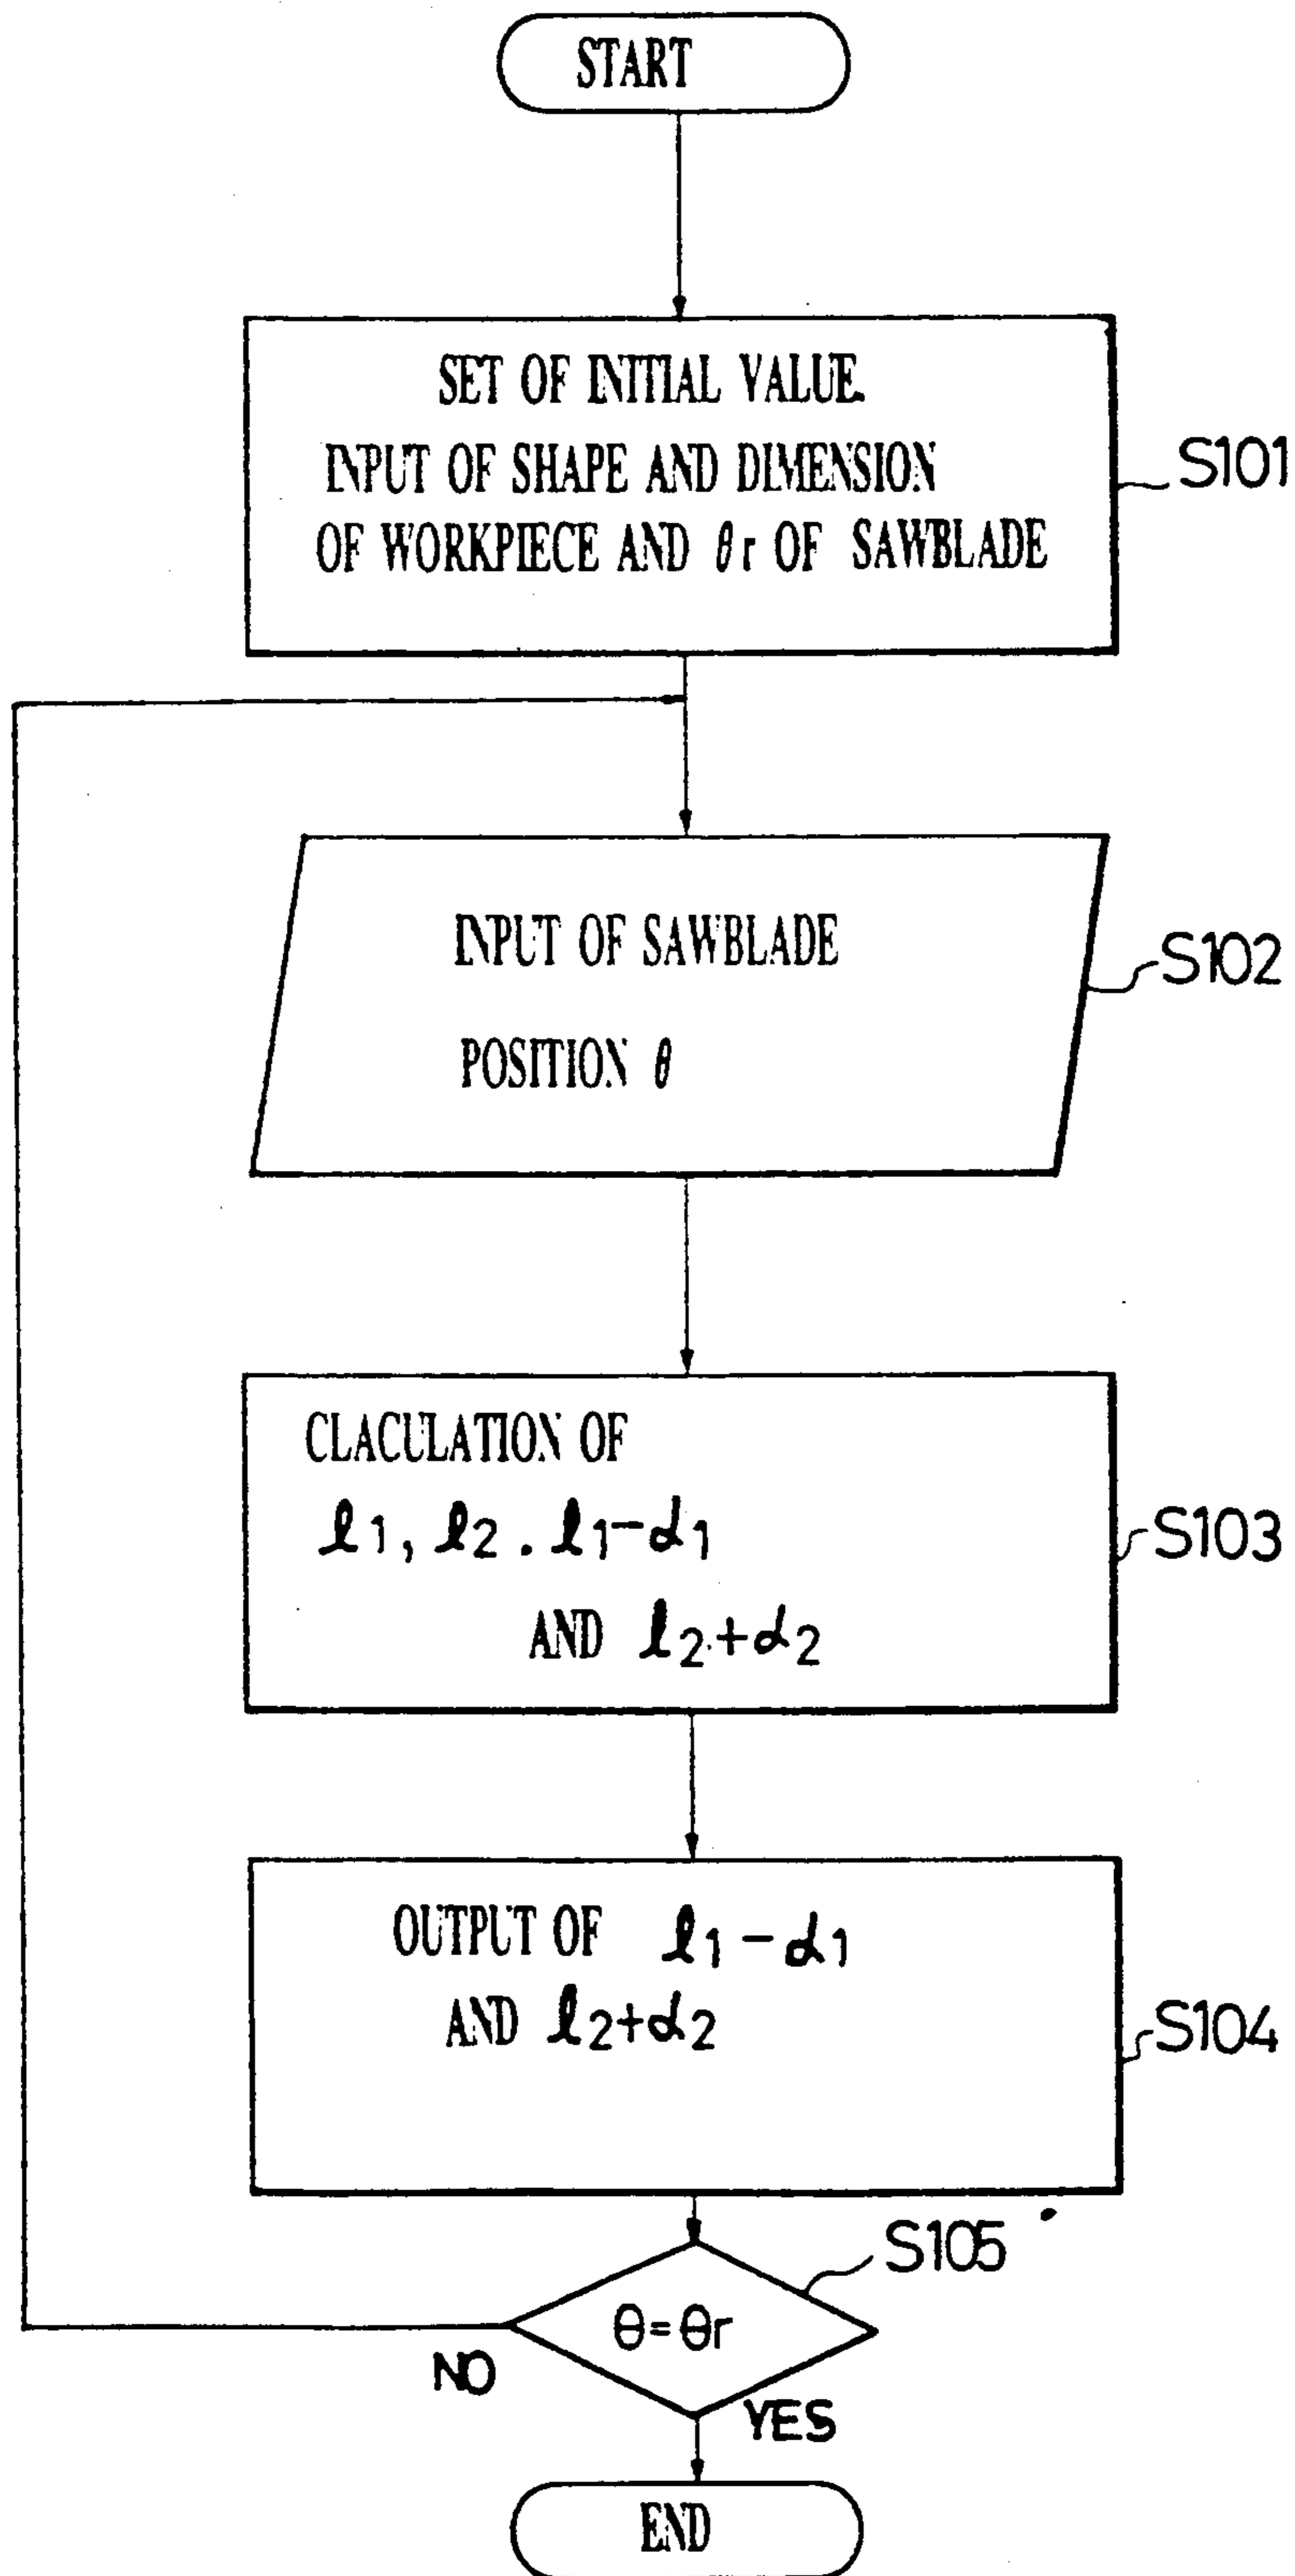 START
SET OF INITIAL VALUE.
INPUT OF SHAPE AND DIMENSION
OF WORKPIECE AND θr OF SAWBLADE
S101
INPUT OF SAWBLADE
POSITION θ
S102
CLACULATION OF
ℓ1, ℓ2. ℓ1-α1
AND ℓ2+α2
S103
OUTPUT OF ℓ1-α1
AND ℓ2+α2
S104
S105
θ=θr
NO
YES
END